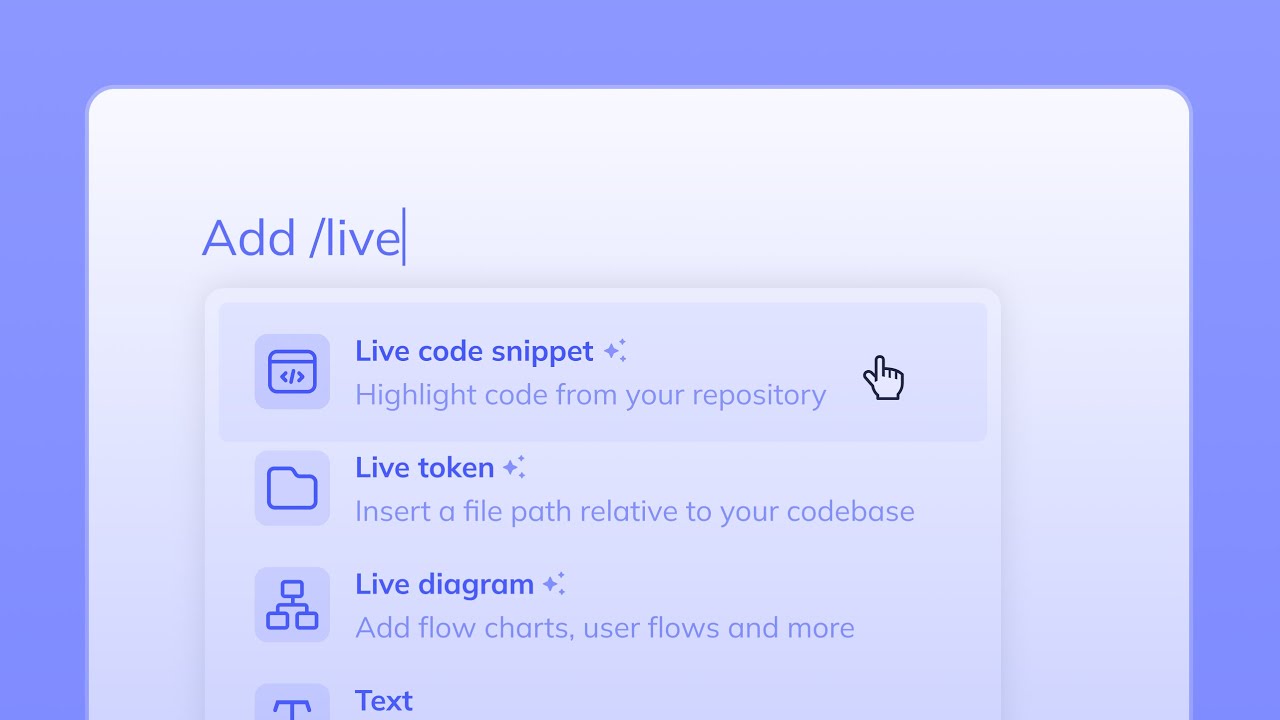 Add /live
Live code snippet
Highlight code from your repository
Live token
Insert a file path relative to your codebase
Live diagram
Add flow charts, user flows and more
Text